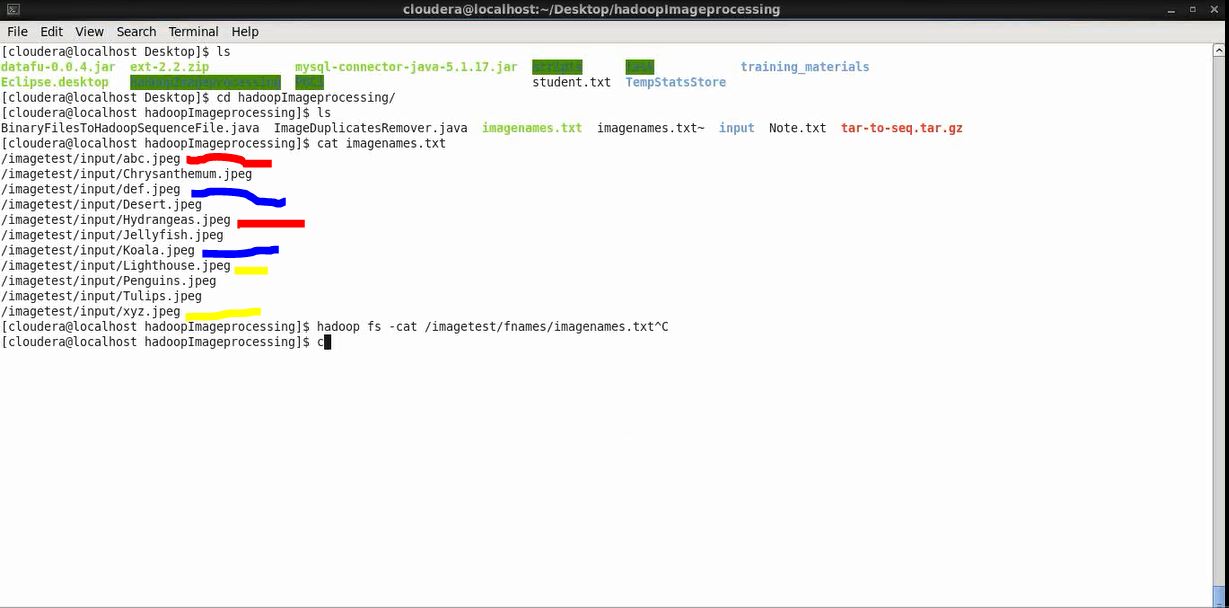 cloudera@localhost:~/Desktop/hadoopImageprocessing
File Edit View Search Terminal Help
[cloudera@localhost Desktop]$ ls
datafu-0.0.4.jar ext-2.2.zip mysql-connector-java-5.1.17.jar scripts task training_materials
Eclipse.desktop hadoopImageprocessing student.txt TempStatsStore
[cloudera@localhost Desktop]$ cd hadoopImageprocessing/
[cloudera@localhost hadoopImageprocessing]$ ls
BinaryFilesToHadoopSequenceFile.java ImageDuplicatesRemover.java imagenames.txt imagenames.txt~ input Note.txt tar-to-seq.tar.gz
[cloudera@localhost hadoopImageprocessing]$ cat imagenames.txt
/imagetest/input/abc.jpeg
/imagetest/input/Chrysanthemum.jpeg
/imagetest/input/def.jpeg
/imagetest/input/Desert.jpeg
/imagetest/input/Hydrangeas.jpeg
/imagetest/input/Jellyfish.jpeg
/imagetest/input/Koala.jpeg
/imagetest/input/Lighthouse.jpeg
/imagetest/input/Penguins.jpeg
/imagetest/input/Tulips.jpeg
/imagetest/input/xyz.jpeg
[cloudera@localhost hadoopImageprocessing]$ hadoop fs -cat /imagetest/fnames/imagenames.txt^C
[cloudera@localhost hadoopImageprocessing]$ c